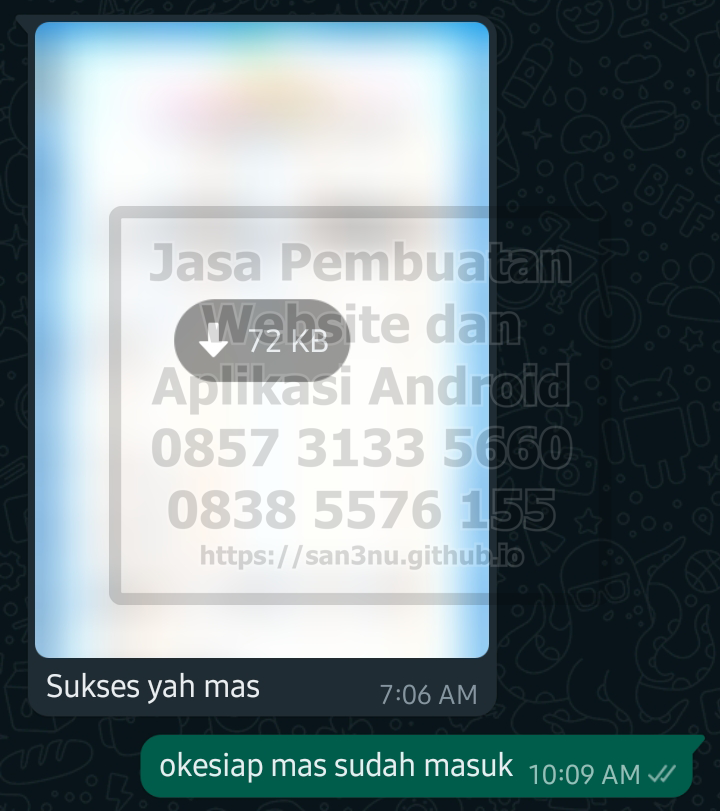 Jasa Pembuatan
Website dan
72 KB
Aplikasi Android
0857 3133 5660
0838 5576 155
https://san3nu.github.io
Sukses yah mas
7:06 AM
okesiap mas sudah masuk
10:09 AM